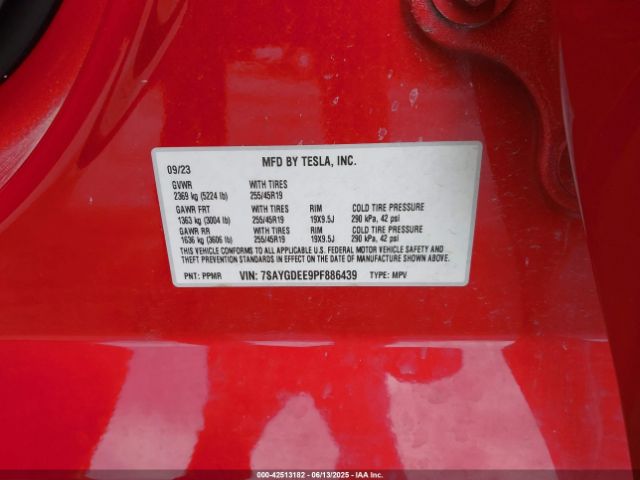 09/23 MFD BY TESLA, INC.
GVWR WITH TIRES
2369 kg (5224 lb) 255/45R19
GAWR FRT WITH TIRES RIM COLD TIRE PRESSURE
1363 kg (3004 lb) 255/45R19 19X9.5J 290 kPa, 42 psi
GAWR RR WITH TIRES RIM COLD TIRE PRESSURE
1636 kg (3606 lb) 255/45R19 19X9.5J 290 kPa, 42 psi
THIS VEHICLE CONFORMS TO ALL APPLICABLE U.S. FEDERAL MOTOR VEHICLE SAFETY AND
THEFT PREVENTION STANDARDS IN EFFECT ON THE DATE OF MANUFACTURE SHOWN ABOVE.
PNT: PPMR VIN: 7SAYGDEE9PF886439 TYPE: MPV
000-42513182 | 06/13/2025 | IAA Inc.